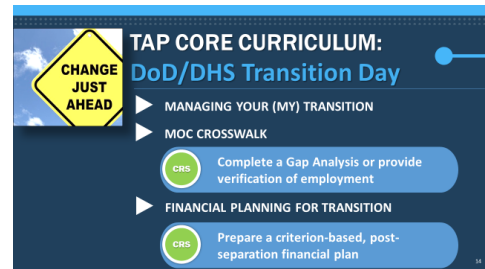 CHANGE
JUST
AHEAD
TAP CORE CURRICULUM:
DoD/DHS Transition Day
MANAGING YOUR (MY) TRANSITION
MOC CROSSWALK
CRS
Complete a Gap Analysis or provide
verification of employment
FINANCIAL PLANNING FOR TRANSITION
CRS
Prepare a criterion-based, post-
separation financial plan
14